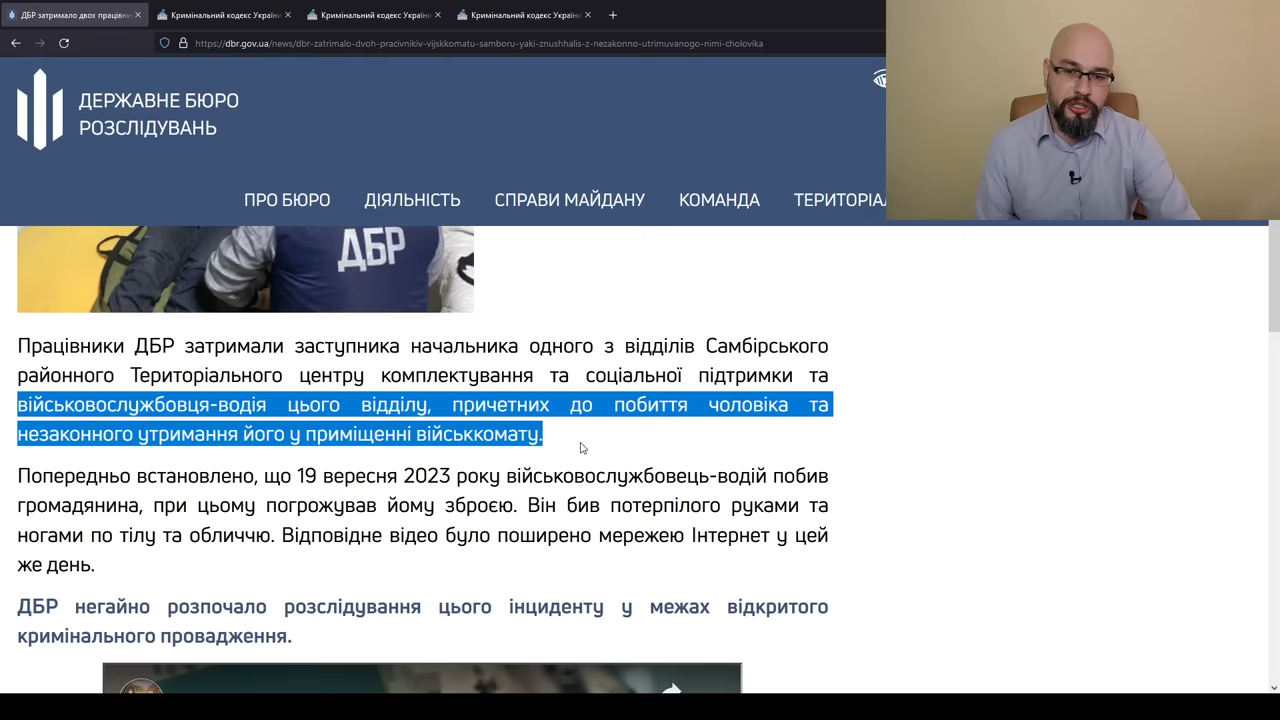 ДБР затримало двох працівн
Кримінальний кодекс України
Кримінальний кодекс України
Кримінальний кодекс України
https://dbr.gov.ua/news/dbr-zatrimalo-dvoh-pracivnikiv-vijskkomatu-samboru-yaki-znushhalis-z-nezakonno-utrimuvanogo-nimi-cholovika
ДЕРЖАВНЕ БЮРО
РОЗСЛІДУВАНЬ
ПРО БЮРО ДІЯЛЬНІСТЬ СПРАВИ МАЙДАНУ КОМАНДА ТЕРИТОРІАЛ
ДБР
Працівники ДБР затримали заступника начальника одного з відділів Самбірського
районного Територіального центру комплектування та соціальної підтримки та
військовослужбовця-водія цього відділу, причетних до побиття чоловіка та
незаконного утримання його у приміщенні військкомату.
Попередньо встановлено, що 19 вересня 2023 року військовослужбовець-водій побив
громадянина, при цьому погрожував йому зброєю. Він бив потерпілого руками та
ногами по тілу та обличчю. Відповідне відео було поширено мережею Інтернет у цей
же день.
ДБР негайно розпочало розслідування цього інциденту у межах відкритого
кримінального провадження.